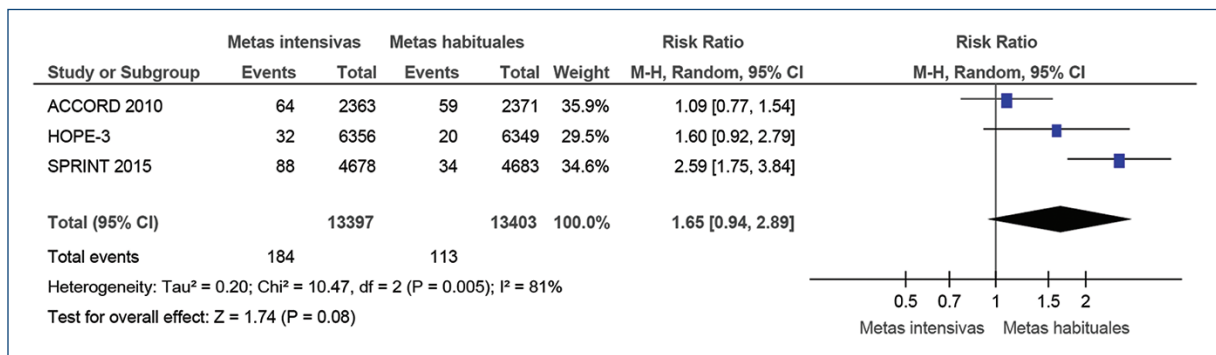 Metas intensivas Metas habituales Risk Ratio Risk Ratio
Study or Subgroup Events Total Events Total Weight M-H, Random, 95% CI M-H, Random, 95% CI
ACCORD 2010 64 2363 59 2371 35.9% 1.09 [0.77, 1.54]
HOPE-3 32 6356 20 6349 29.5% 1.60 [0.92, 2.79]
SPRINT 2015 88 4678 34 4683 34.6% 2.59 [1.75, 3.84]
Total (95% CI) 13397 13403 100.0% 1.65 [0.94, 2.89]
Total events 184 113
Heterogeneity: Tau² = 0.20; Chi² = 10.47, df = 2 (P = 0.005); I² = 81%
Test for overall effect: Z = 1.74 (P = 0.08)
0.5 0.7 1 1.5 2
Metas intensivas Metas habituales